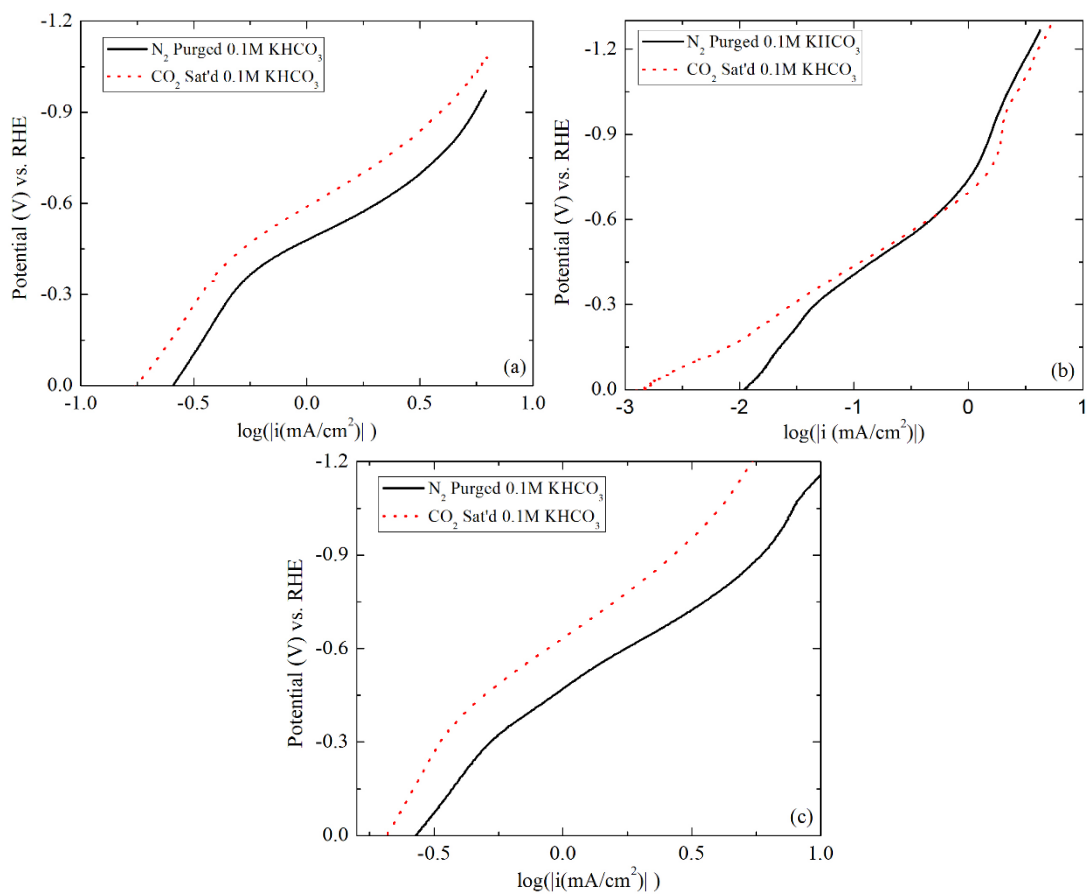 -1.2
-0.9
-0.6
-0.3
0.0
Potential (V) vs. RHE
N₂ Purged 0.1M KHCO₃
CO₂ Sat'd 0.1M KHCO₃
(a)
-1.0 -0.5 0.0 0.5 1.0
log(|i(mA/cm²)| )
-1.2
-0.9
-0.6
-0.3
0.0
Potential (V) vs. RHE
N₂ Purged 0.1M KHCO₃
CO₂ Sat'd 0.1M KHCO₃
(b)
-3 -2 -1 0 1
log(|i (mA/cm²)|)
-1.2
-0.9
-0.6
-0.3
0.0
Potential (V) vs. RHE
N₂ Purged 0.1M KHCO₃
CO₂ Sat'd 0.1M KHCO₃
(c)
-0.5 0.0 0.5 1.0
log(|i(mA/cm²)| )